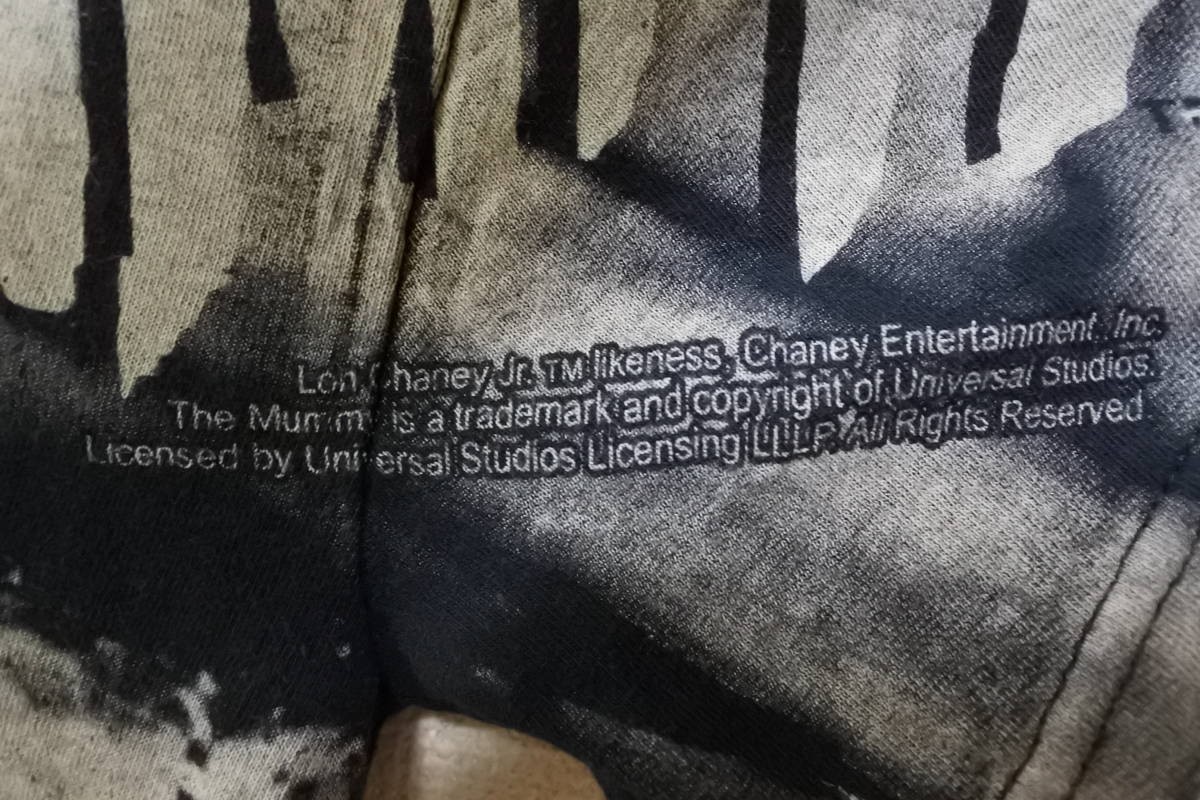 Lon Chaney Jr. TM likeness, Chaney Entertainment, Inc.
The Mummy is a trademark and copyright of Universal Studios.
Licensed by Universal Studios Licensing LLLP. All Rights Reserved